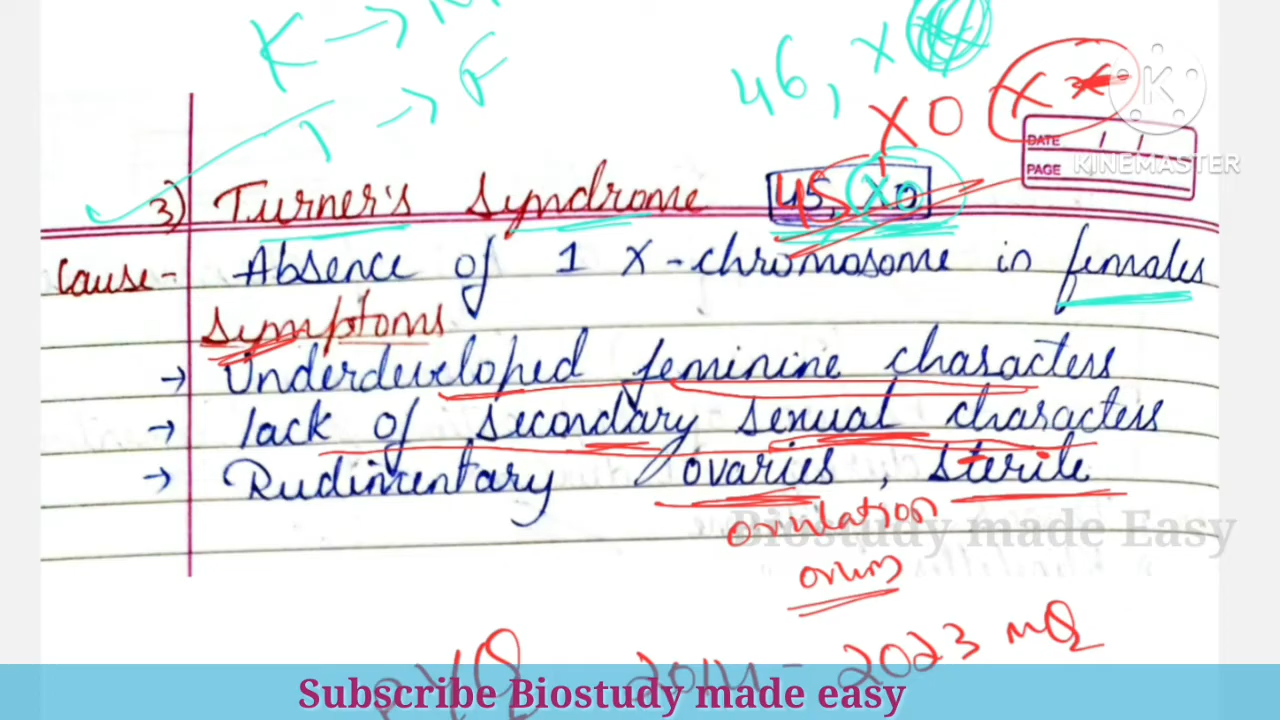 K →
I → F
46, X
XO (X
K
DATE / /
PAGE
KINEMASTER
3) Turner's Syndrome 45, XO
Cause - Absence of 1 X-chromosome in females
Symptoms
→ Underdeveloped feminine characters
→ lack of secondary sexual characters
→ Rudimentary ovaries, sterile
ovulation
Biostudy made Easy
ovum
PYQ 2014 - 2023
Subscribe Biostudy made easy